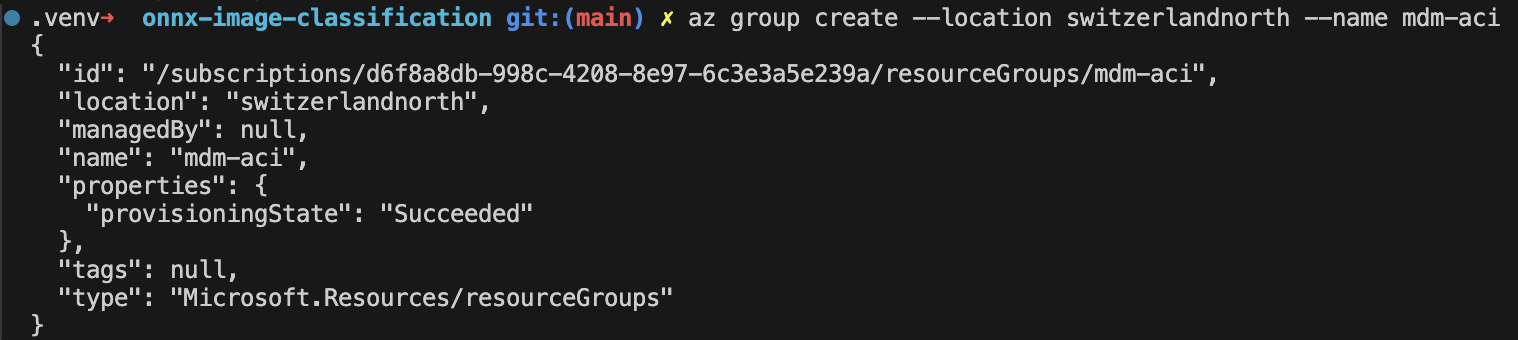 .venv➜  onnx-image-classification git:(main) ✗ az group create --location switzerlandnorth --name mdm-aci
{
  "id": "/subscriptions/d6f8a8db-998c-4208-8e97-6c3e3a5e239a/resourceGroups/mdm-aci",
  "location": "switzerlandnorth",
  "managedBy": null,
  "name": "mdm-aci",
  "properties": {
    "provisioningState": "Succeeded"
  },
  "tags": null,
  "type": "Microsoft.Resources/resourceGroups"
}